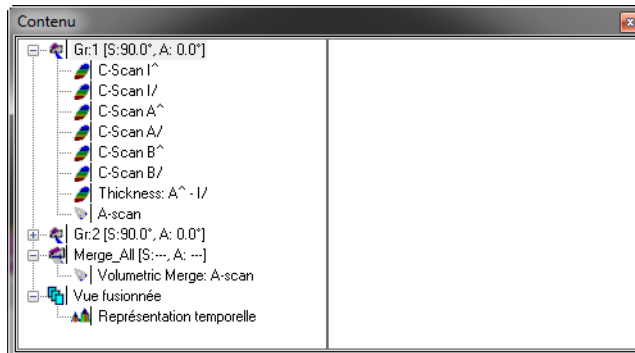 Contenu
Gr:1 [S:90.0°, A: 0.0°]
C-Scan I^
C-Scan I/
C-Scan A^
C-Scan A/
C-Scan B^
C-Scan B/
Thickness: A^ - I/
A-scan
Gr:2 [S:90.0°, A: 0.0°]
Merge_All [S:---, A: ---]
Volumetric Merge: A-scan
Vue fusionnée
Représentation temporelle